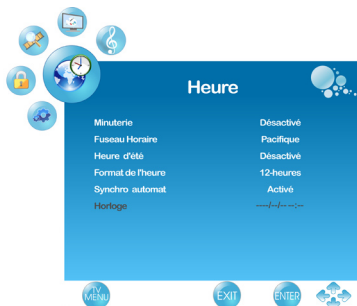 Heure
Minuterie Désactivé
Fuseau Horaire Pacifique
Heure d'été Désactivé
Format de l'heure 12-heures
Synchro automat Activé
Horloge ----/--/-- --:--
TV MENU EXIT ENTER